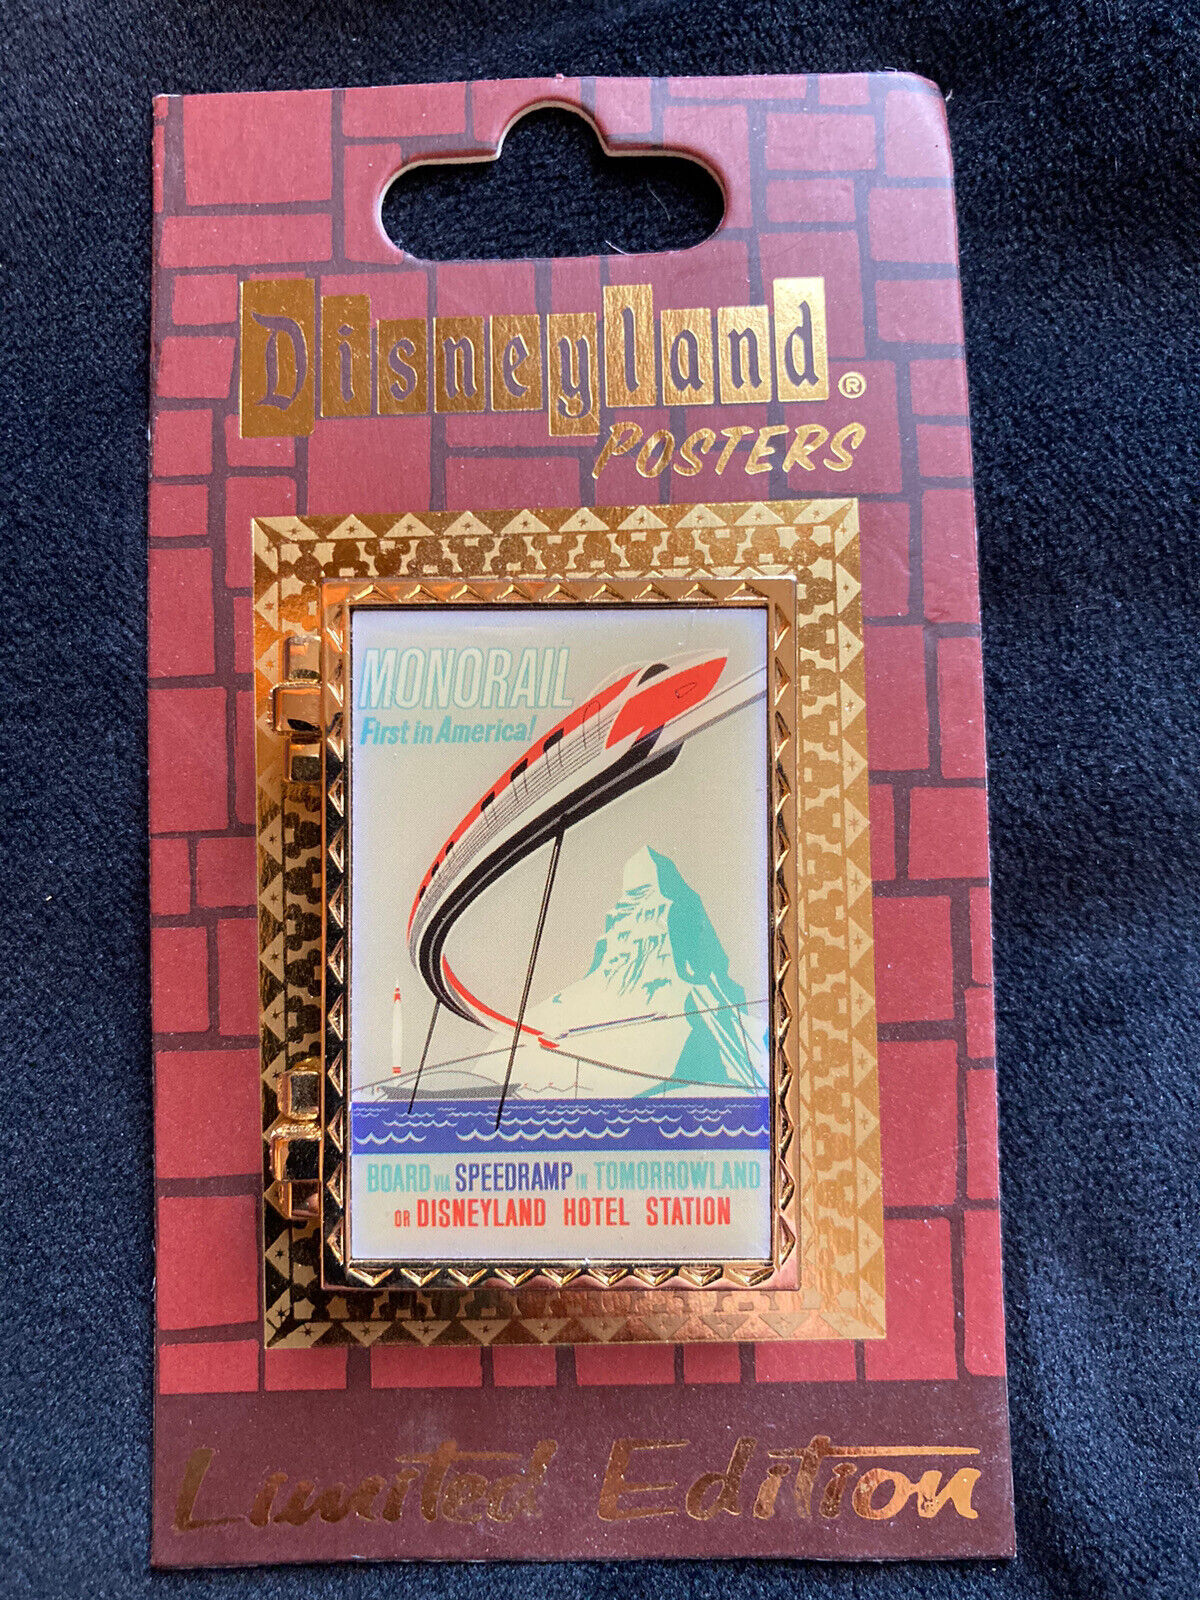 Disneyland®
POSTERS
MONORAIL
First in America!
BOARD VIA SPEEDRAMP IN TOMORROWLAND
OR DISNEYLAND HOTEL STATION
Limited Edition